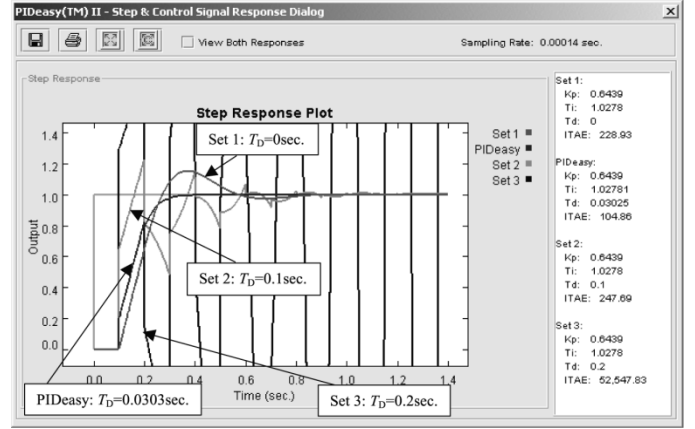 PIDeasy(TM) II - Step & Control Signal Response Dialog
View Both Responses
Sampling Rate: 0.00014 sec.
Step Response
Step Response Plot
Output
1.4
1.2
1.0
0.8
0.6
0.4
0.2
0.0
0.0 0.2 0.4 0.6 0.8 1.0 1.2 1.4
Time (sec.)
Set 1: TD=0sec.
Set 2: TD=0.1sec.
PIDeasy: TD=0.0303sec.
Set 3: TD=0.2sec.
Set 1
PIDeasy
Set 2
Set 3
Set 1:
Kp: 0.6439
Ti: 1.0278
Td: 0
ITAE: 228.93
PIDeasy:
Kp: 0.6439
Ti: 1.02781
Td: 0.03025
ITAE: 104.86
Set 2:
Kp: 0.6439
Ti: 1.0278
Td: 0.1
ITAE: 247.69
Set 3:
Kp: 0.6439
Ti: 1.0278
Td: 0.2
ITAE: 52,547.83